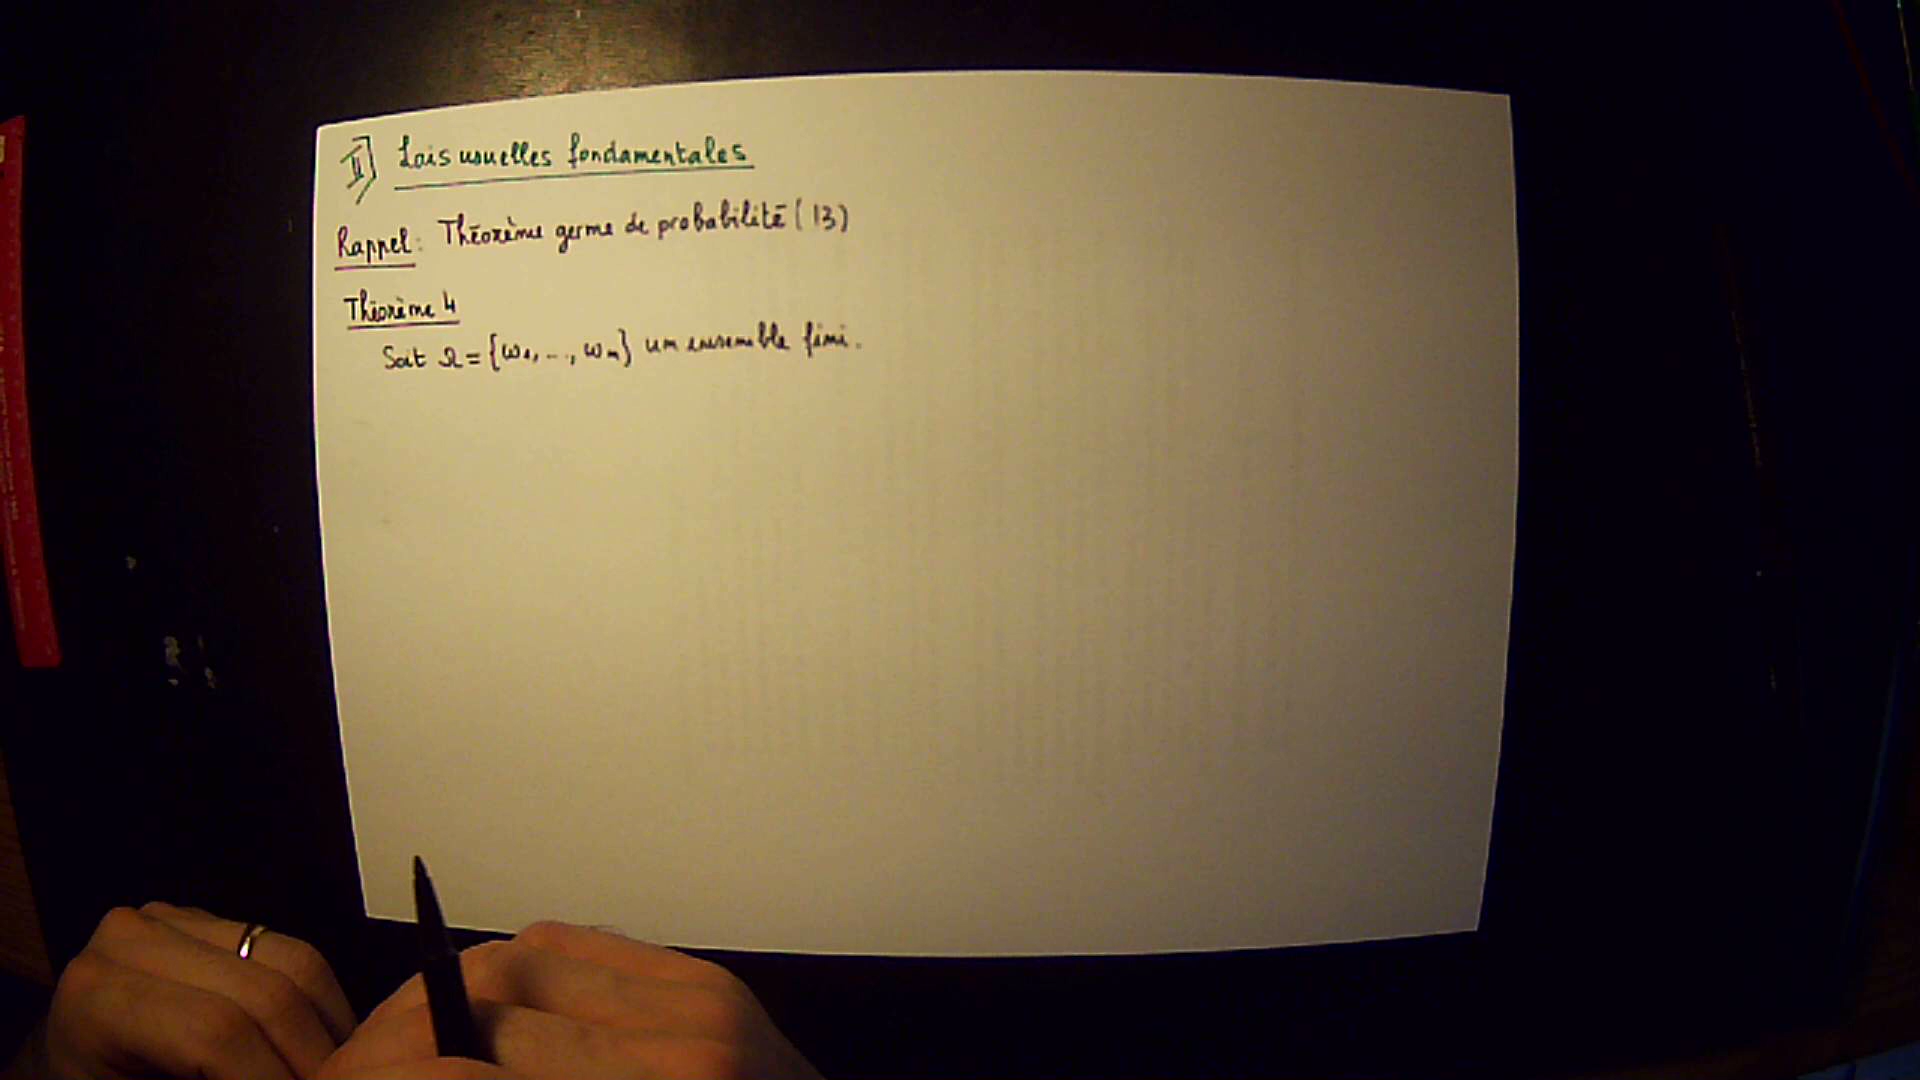 II] Lois usuelles fondamentales
Rappel: Théorème germe de probabilité (13)
Théorème 4
Soit Ω = {ω₁, ..., ωₙ} un ensemble fini.